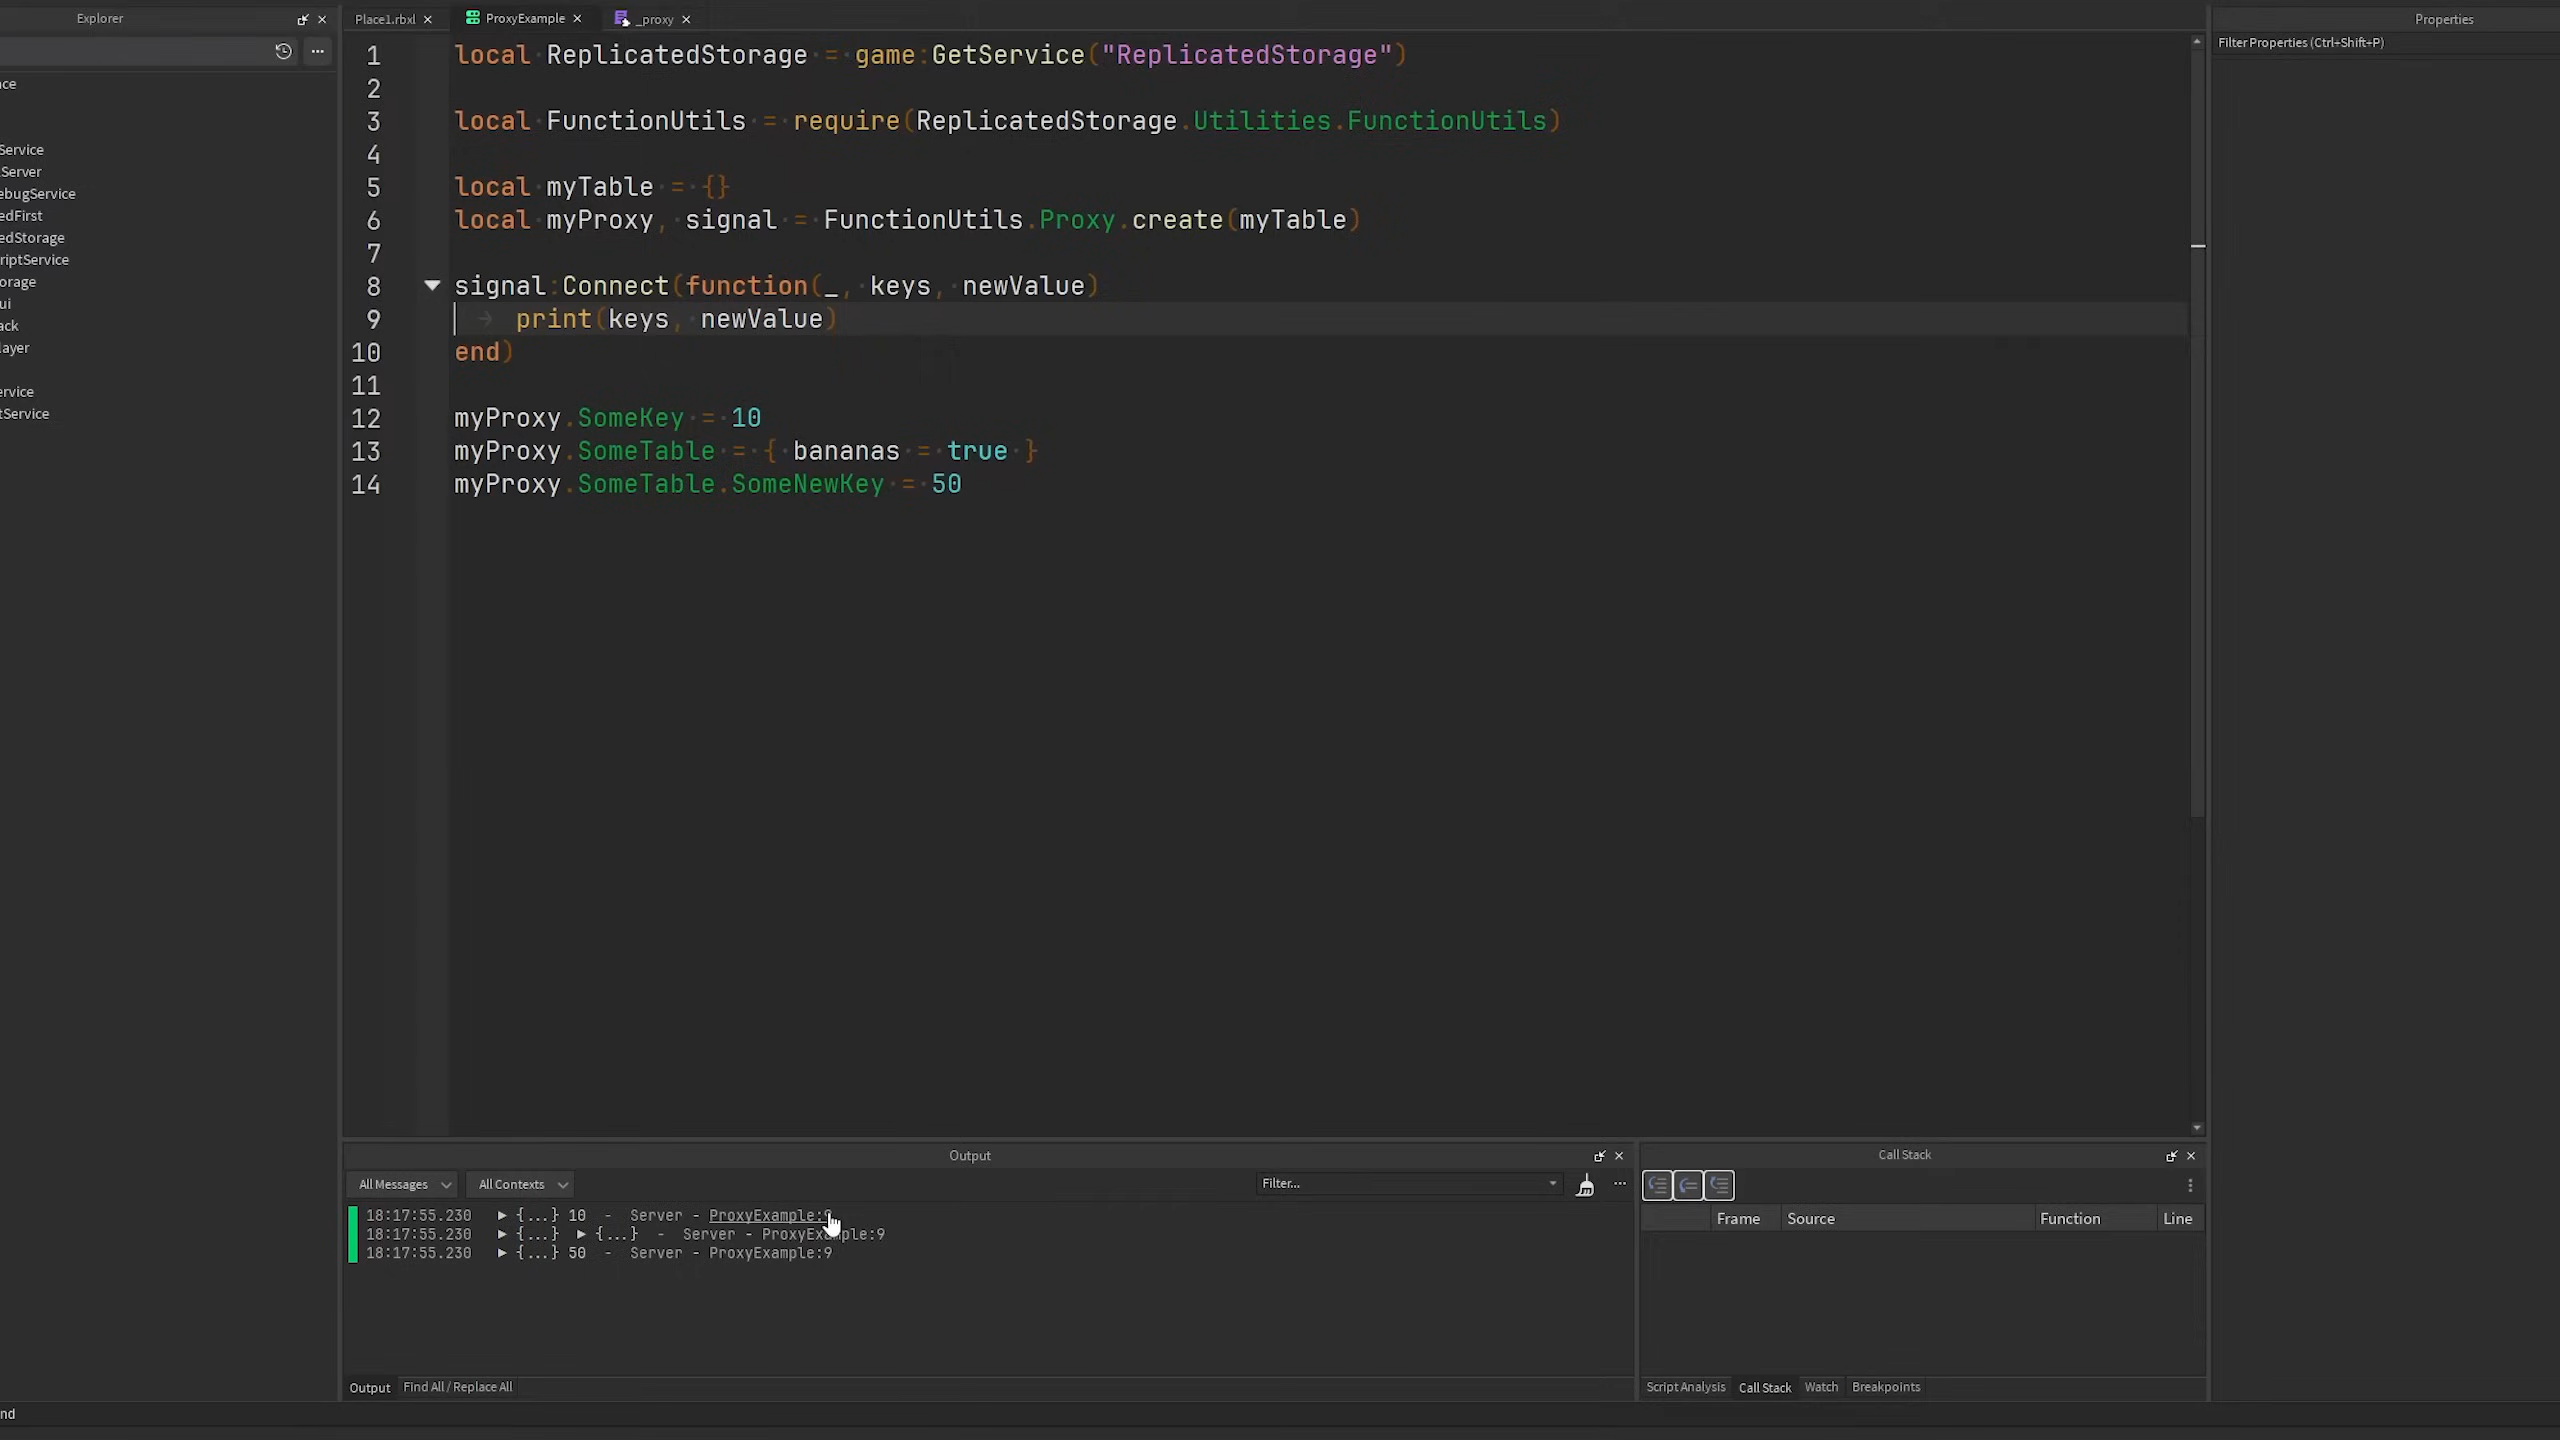 Explorer
Place1.rbxl
ProxyExample
_proxy
Properties
Filter Properties (Ctrl+Shift+P)
ce
Service
Server
ebugService
edFirst
edStorage
riptService
orage
ui
ack
layer
ervice
tService
1 local ReplicatedStorage = game:GetService("ReplicatedStorage")
2
3 local FunctionUtils = require(ReplicatedStorage.Utilities.FunctionUtils)
4
5 local myTable = {}
6 local myProxy, signal = FunctionUtils.Proxy.create(myTable)
7
8 signal:Connect(function(_, keys, newValue)
9 print(keys, newValue)
10 end)
11
12 myProxy.SomeKey = 10
13 myProxy.SomeTable = { bananas = true }
14 myProxy.SomeTable.SomeNewKey = 50
Output
All Messages
All Contexts
Filter...
18:17:55.230 ▶ {...} 10 - Server - ProxyExample:9
18:17:55.230 ▶ {...} ▶ {...} - Server - ProxyExample:9
18:17:55.230 ▶ {...} 50 - Server - ProxyExample:9
Output
Find All / Replace All
Call Stack
Frame
Source
Function
Line
Script Analysis
Call Stack
Watch
Breakpoints
nd